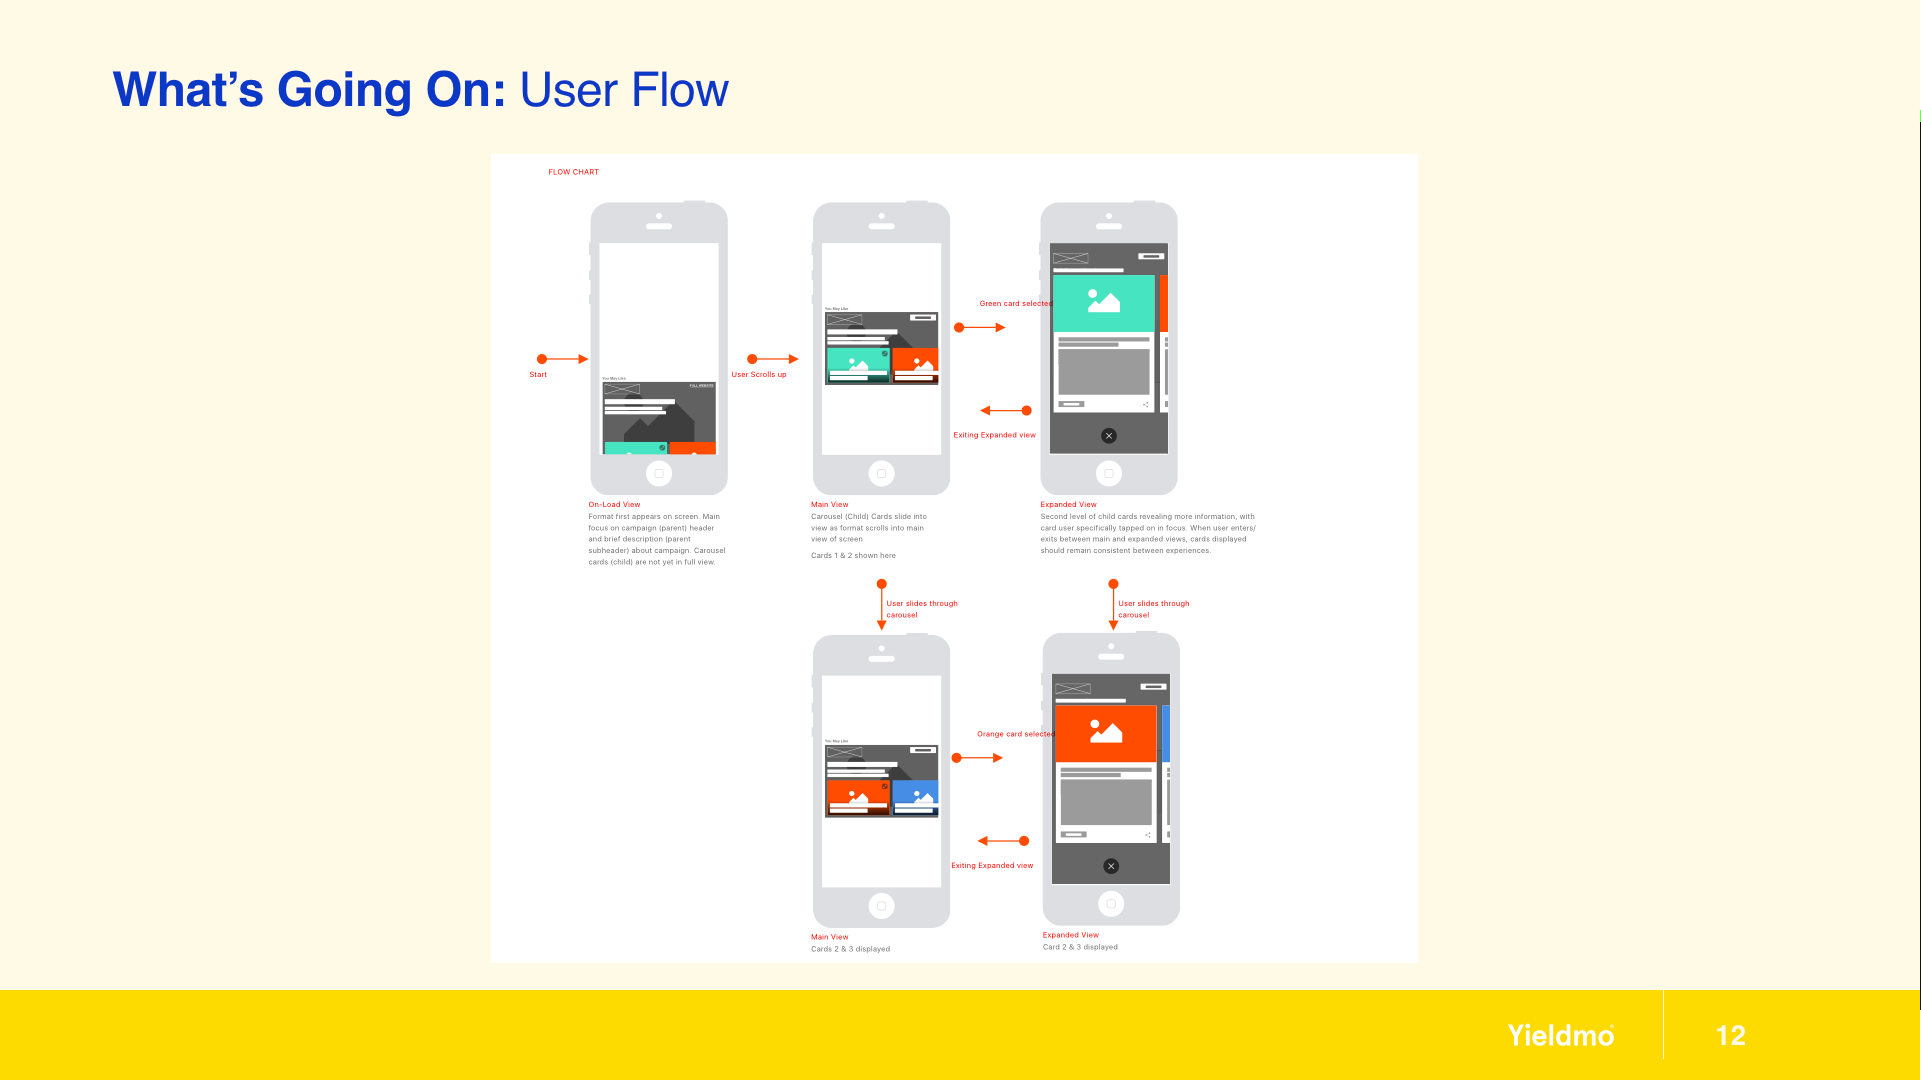 What's Going On: User Flow
FLOW CHART
Start
User Scrolls up
Green card selected
Exiting Expanded view
You May Like
FULL WEBSITE
You May Like
On-Load View
Format first appears on screen. Main
focus on campaign (parent) header
and brief description (parent
subheader) about campaign. Carousel
cards (child) are not yet in full view.
Main View
Carousel (Child) Cards slide into
view as format scrolls into main
view of screen
Cards 1 & 2 shown here
Expanded View
Second level of child cards revealing more information, with
card user specifically tapped on in focus. When user enters/
exits between main and expanded views, cards displayed
should remain consistent between experiences.
User slides through
carousel
User slides through
carousel
You May Like
Orange card selected
Exiting Expanded view
Main View
Cards 2 & 3 displayed
Expanded View
Card 2 & 3 displayed
Yieldmo
12